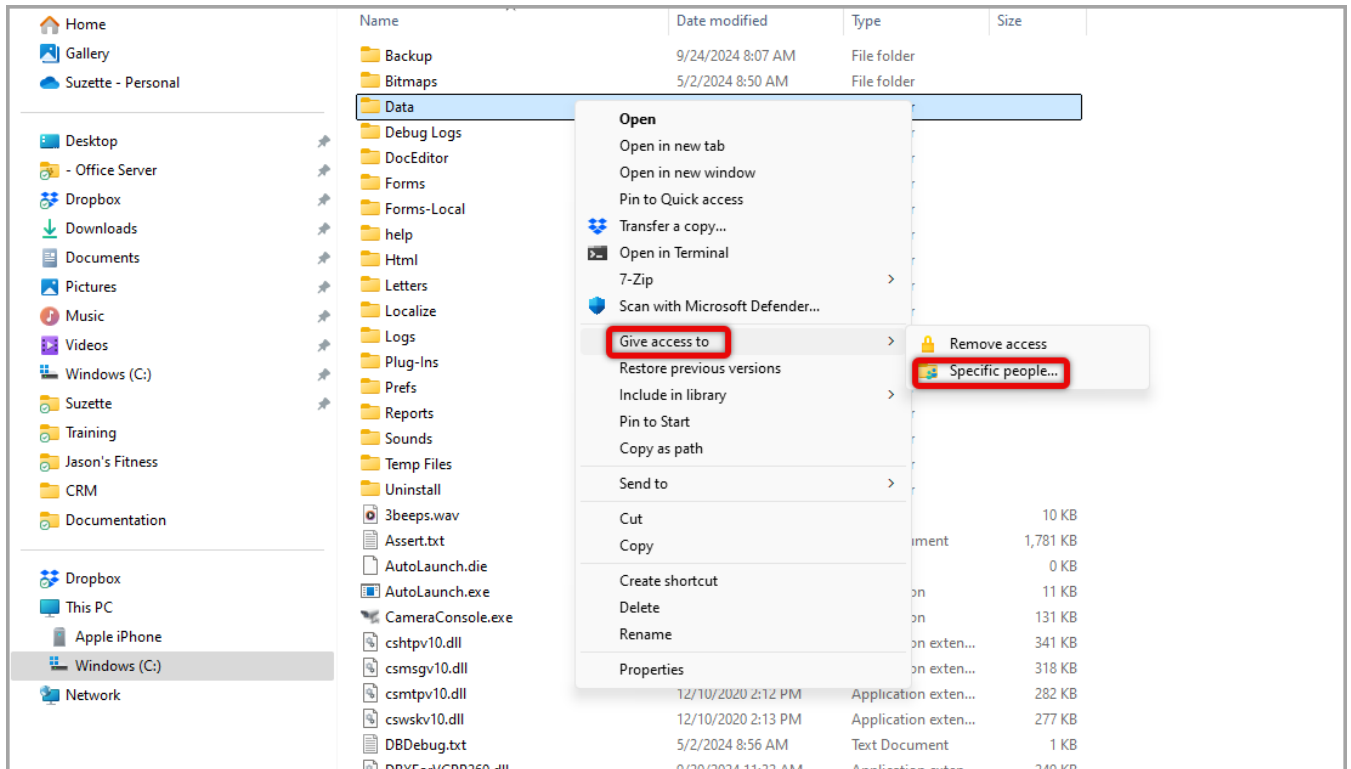 Home
Gallery
Suzette - Personal
Desktop
- Office Server
Dropbox
Downloads
Documents
Pictures
Music
Videos
Windows (C:)
Suzette
Training
Jason's Fitness
CRM
Documentation
Dropbox
This PC
Apple iPhone
Windows (C:)
Network
Name Date modified Type Size
Backup 9/24/2024 8:07 AM File folder
Bitmaps 5/2/2024 8:50 AM File folder
Data
Debug Logs
DocEditor
Forms
Forms-Local
help
Html
Letters
Localize
Logs
Plug-Ins
Prefs
Reports
Sounds
Temp Files
Uninstall
3beeps.wav 10 KB
Assert.txt 1,781 KB
AutoLaunch.die 0 KB
AutoLaunch.exe 11 KB
CameraConsole.exe 131 KB
cshtpv10.dll exten... 341 KB
csmsgv10.dll exten... 318 KB
csmtpv10.dll 12/10/2020 2:12 PM Application exten... 282 KB
cswskv10.dll 12/10/2020 2:13 PM Application exten... 277 KB
DBDebug.txt 5/2/2024 8:56 AM Text Document 1 KB
Open
Open in new tab
Open in new window
Pin to Quick access
Transfer a copy...
Open in Terminal
7-Zip
Scan with Microsoft Defender...
Give access to
Restore previous versions
Include in library
Pin to Start
Copy as path
Send to
Cut
Copy
Create shortcut
Delete
Rename
Properties
Remove access
Specific people...